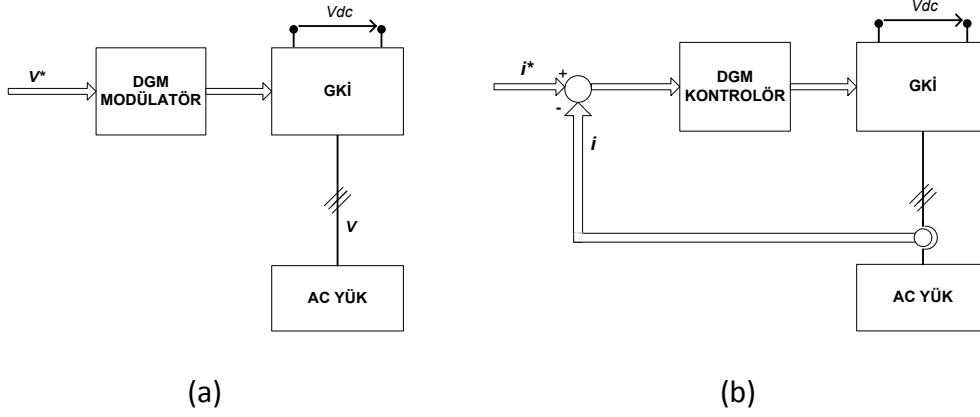 Vdc
V*
DGM
MODÜLATÖR
GKİ
V
AC YÜK
(a)
Vdc
i*
+
-
DGM
KONTROLÖR
GKİ
i
AC YÜK
(b)